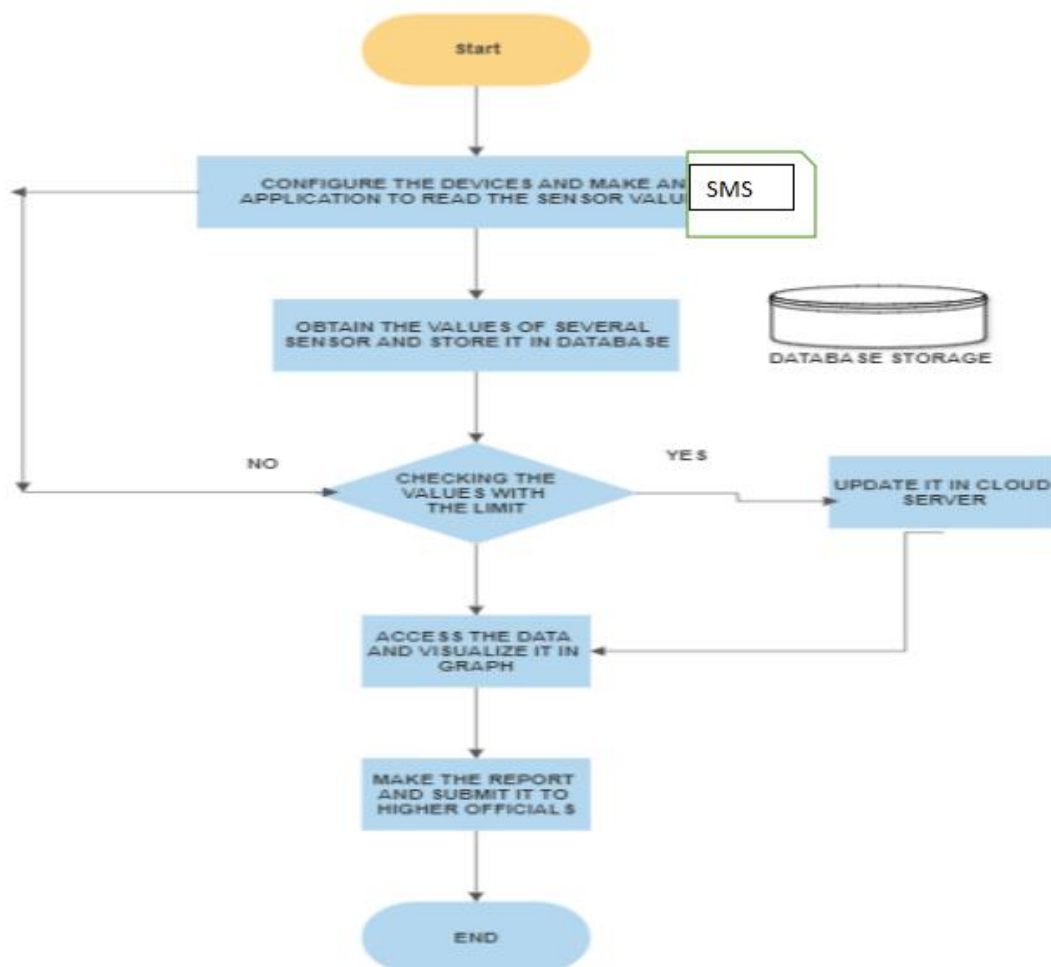 Start
CONFIGURE THE DEVICES AND MAKE AN
APPLICATION TO READ THE SENSOR VALU
SMS
OBTAIN THE VALUES OF SEVERAL
SENSOR AND STORE IT IN DATABASE
DATABASE STORAGE
NO
CHECKING THE
VALUES WITH
THE LIMIT
YES
UPDATE IT IN CLOUD
SERVER
ACCESS THE DATA
AND VISUALIZE IT IN
GRAPH
MAKE THE REPORT
AND SUBMIT IT TO
HIGHER OFFICIALS
END